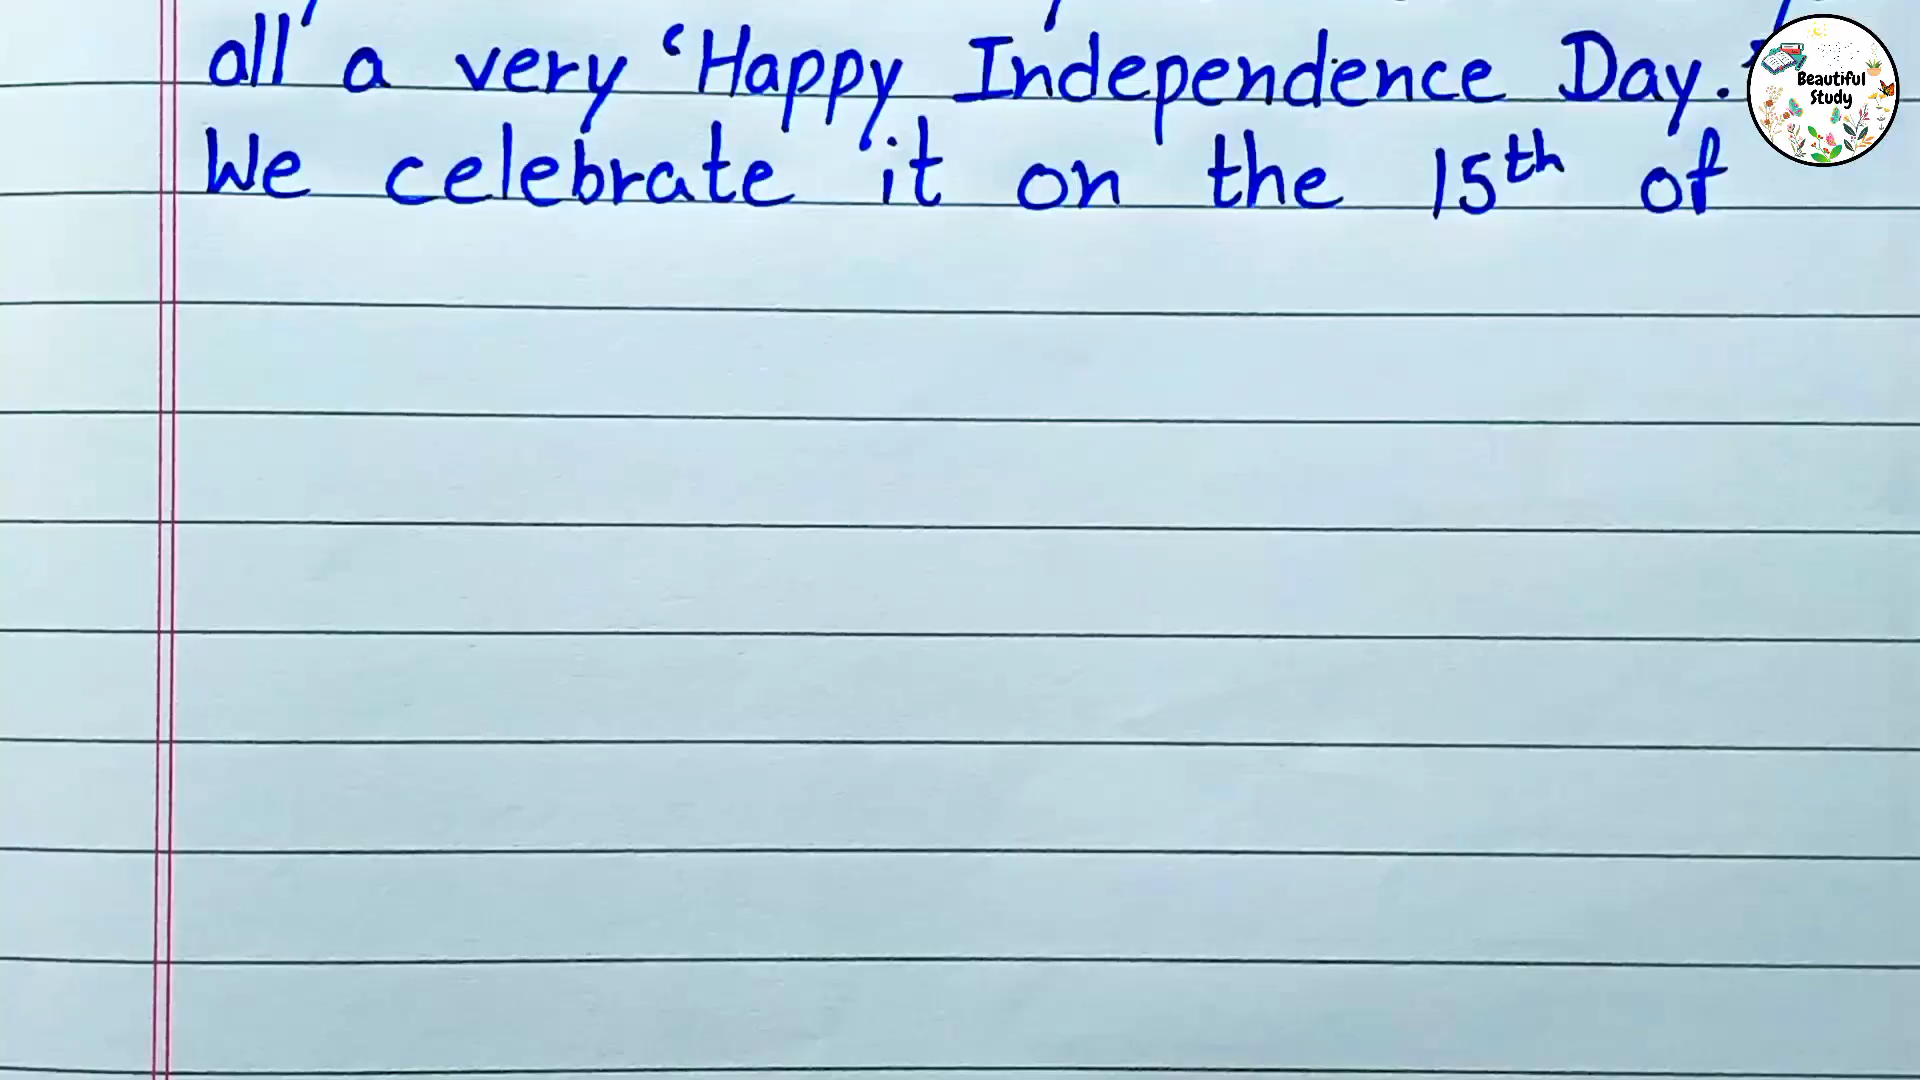 all a very ‘Happy Independence Day.’
We celebrate it on the 15th of
Beautiful
Study